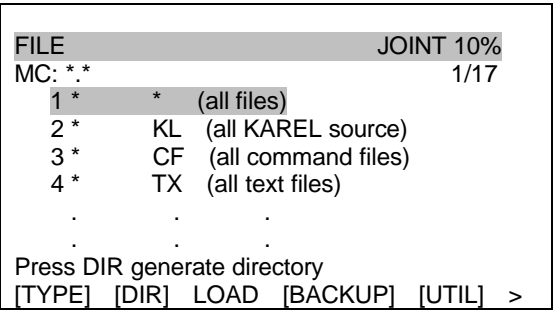 FILE JOINT 10%
MC: *.* 1/17
1 * * (all files)
2 * KL (all KAREL source)
3 * CF (all command files)
4 * TX (all text files)
. . .
. . .
Press DIR generate directory
[TYPE] [DIR] LOAD [BACKUP] [UTIL] >